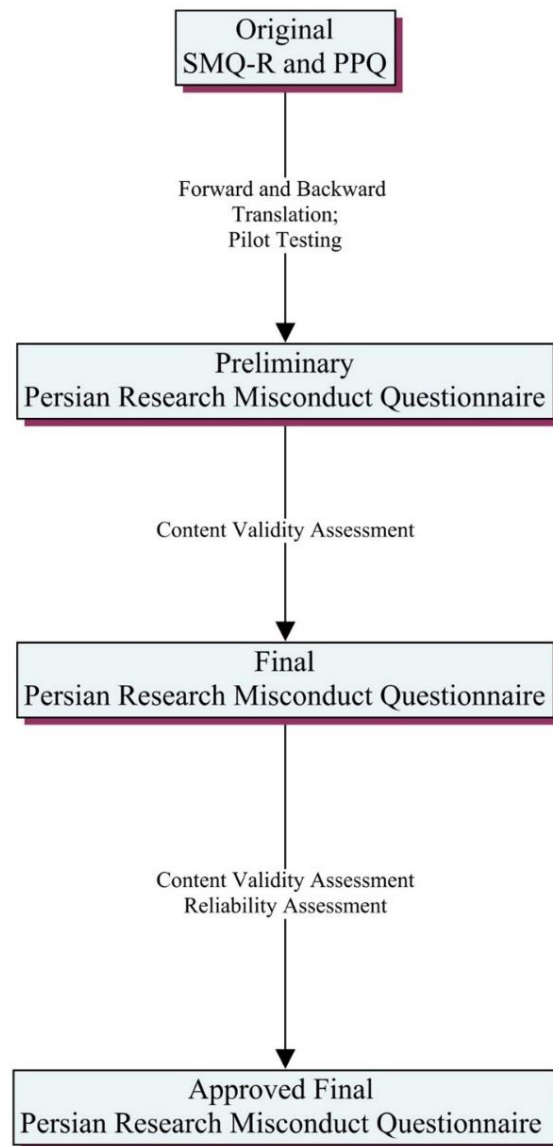 Original
SMQ-R and PPQ
Forward and Backward
Translation;
Pilot Testing
Preliminary
Persian Research Misconduct Questionnaire
Content Validity Assessment
Final
Persian Research Misconduct Questionnaire
Content Validity Assessment
Reliability Assessment
Approved Final
Persian Research Misconduct Questionnaire